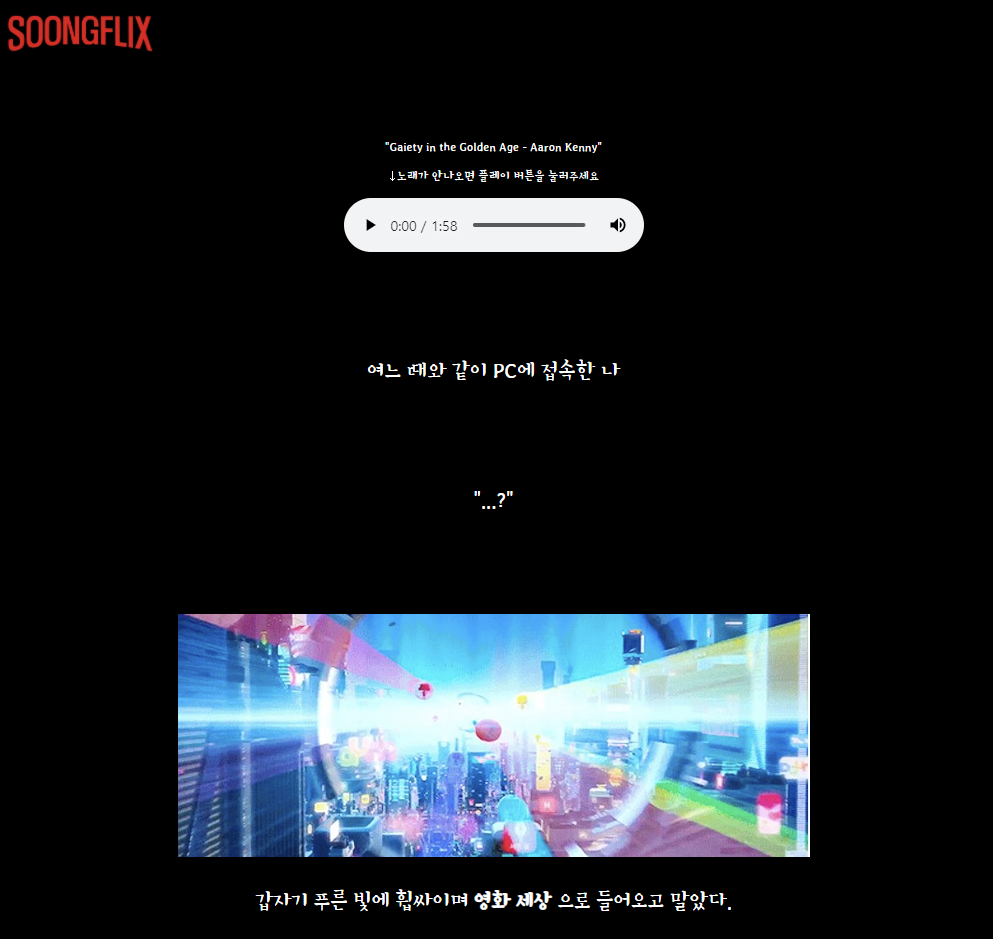 SOONGFLIX
"Gaiety in the Golden Age - Aaron Kenny"
↓노래가 안나오면 플레이 버튼을 눌러주세요
0:00 / 1:58
여느 때와 같이 PC에 접속한 나
"...?"
갑자기 푸른 빛에 휩싸이며 영화 세상 으로 들어오고 말았다.